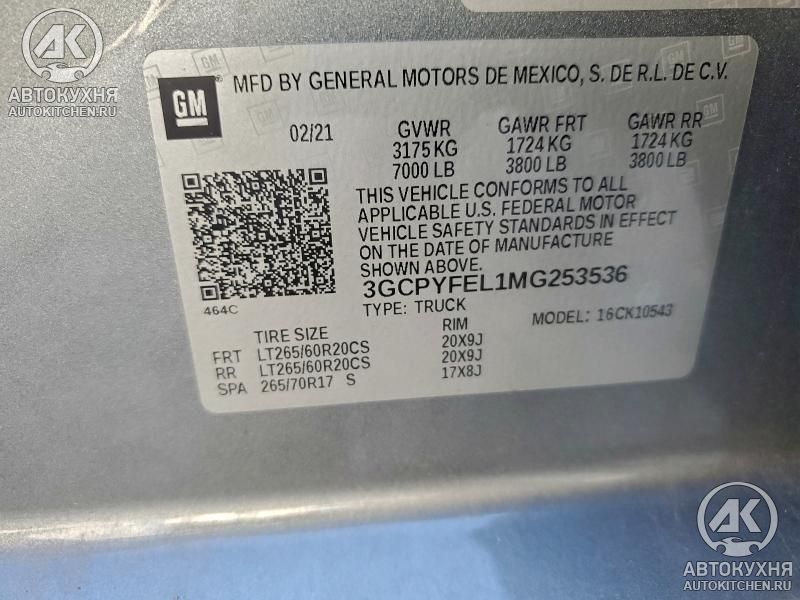 АВТОКУХНЯ
AUTOKITCHEN.RU
GM
MFD BY GENERAL MOTORS DE MEXICO, S. DE R.L. DE C.V.
02/21 GVWR GAWR FRT GAWR RR
3175 KG 1724 KG 1724 KG
7000 LB 3800 LB 3800 LB
THIS VEHICLE CONFORMS TO ALL
APPLICABLE U.S. FEDERAL MOTOR
VEHICLE SAFETY STANDARDS IN EFFECT
ON THE DATE OF MANUFACTURE
SHOWN ABOVE.
3GCPYFEL1MG253536
464C
TYPE: TRUCK MODEL: 16CK10543
TIRE SIZE RIM
FRT LT265/60R20CS 20X9J
RR LT265/60R20CS 20X9J
SPA 265/70R17 S 17X8J
АК
АВТОКУХНЯ
AUTOKITCHEN.RU